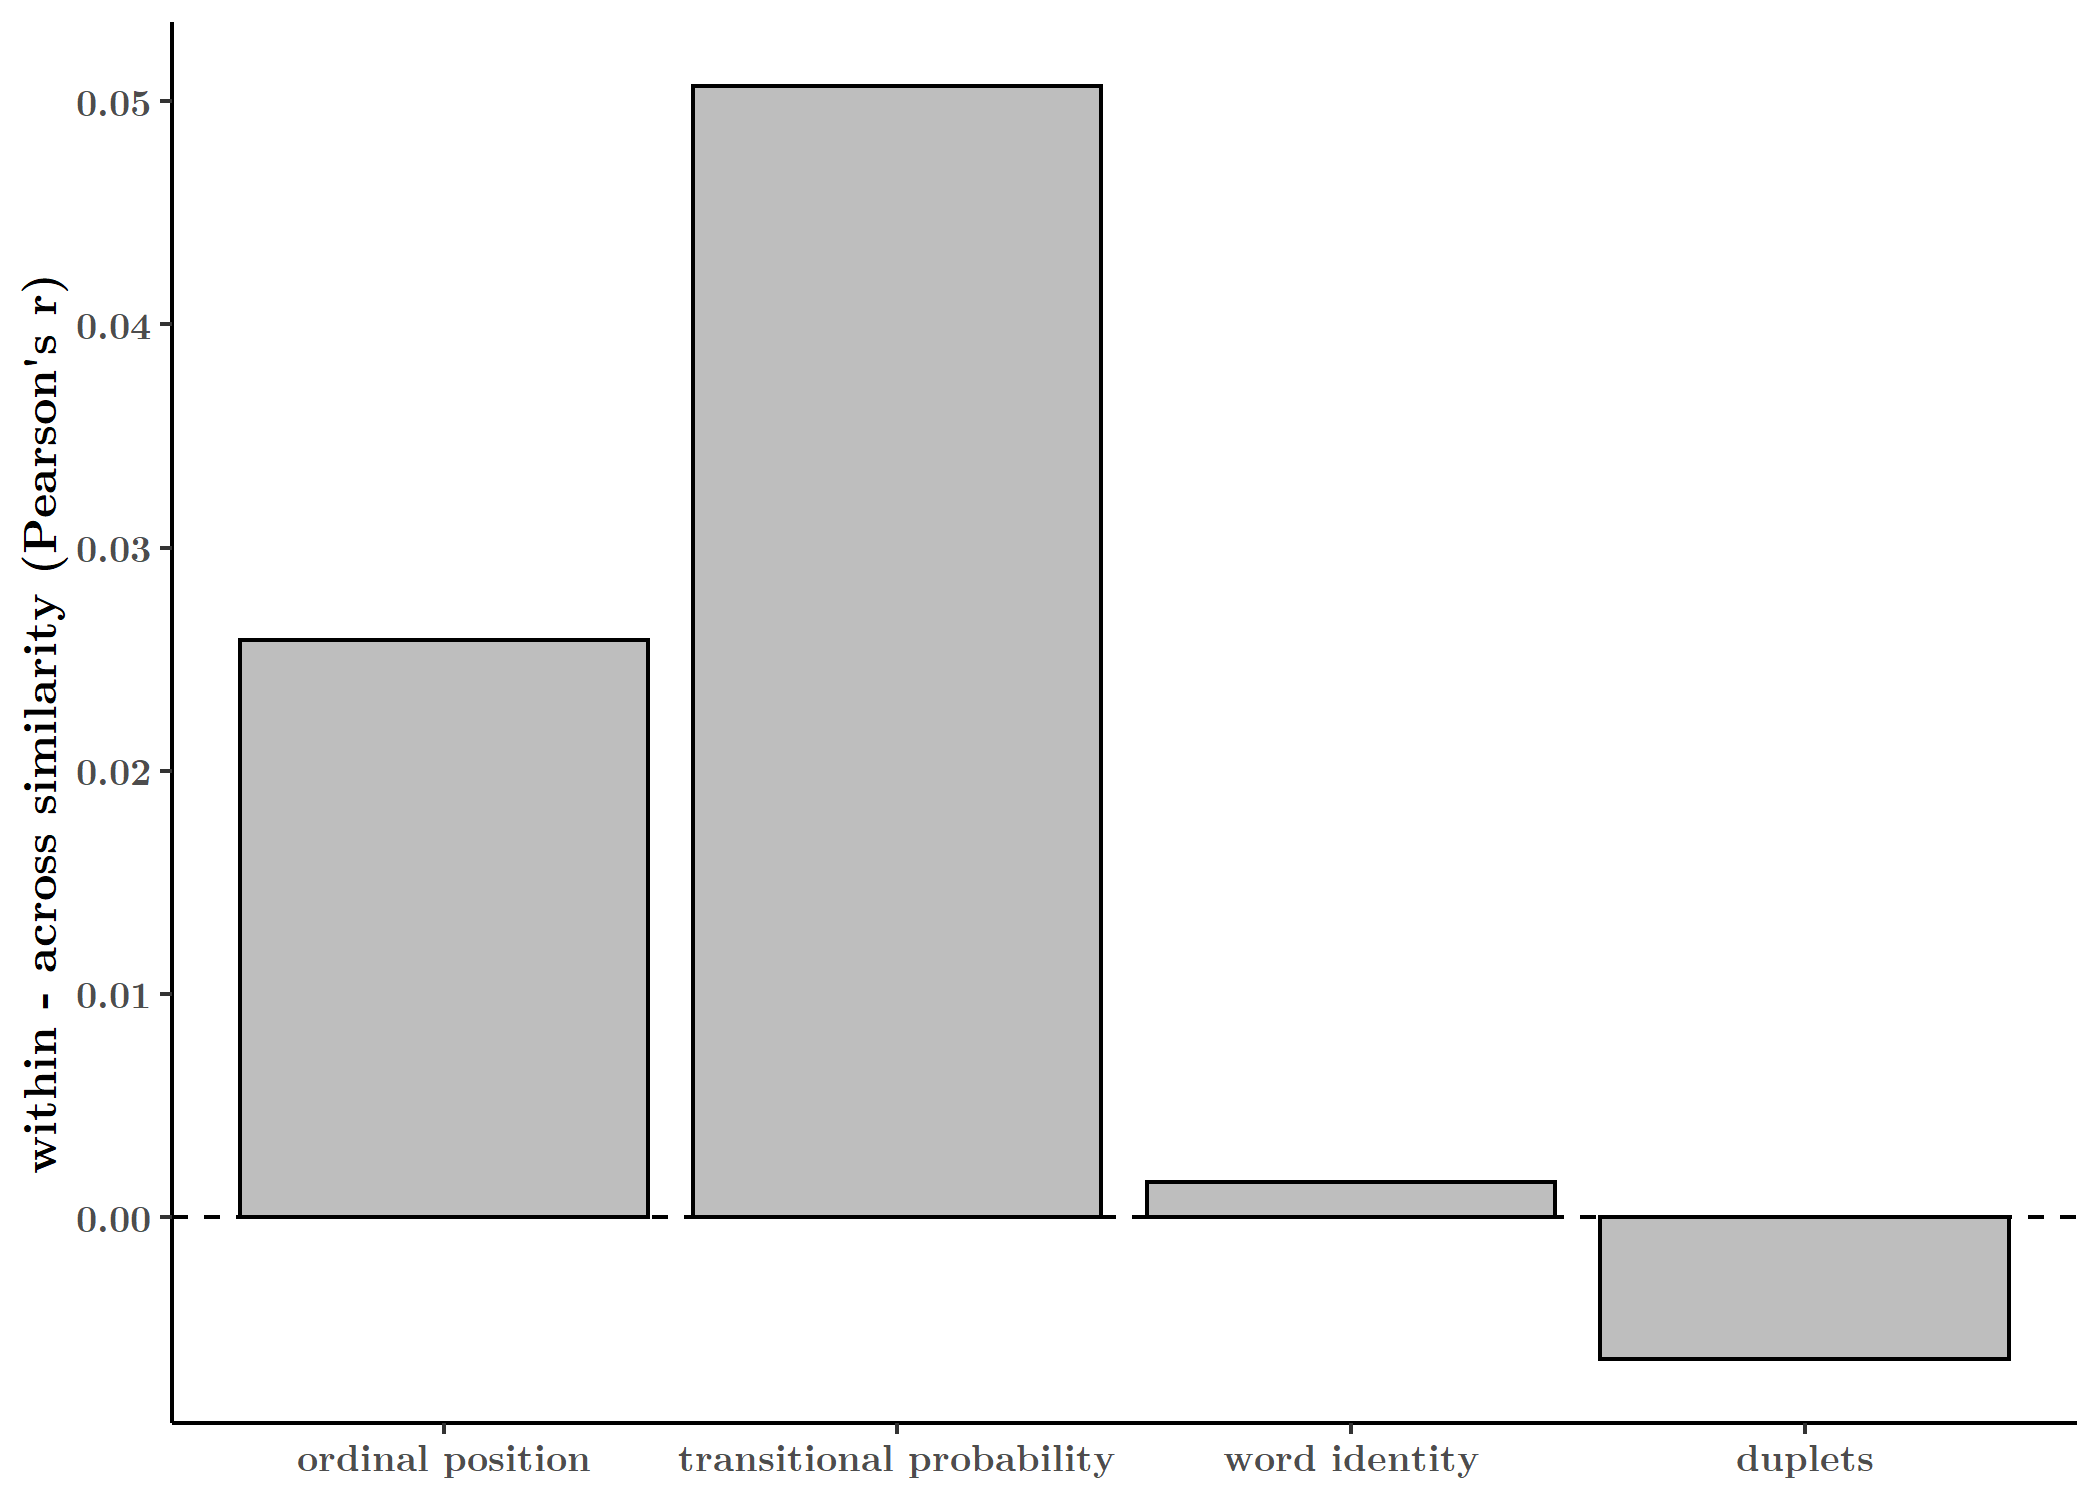 within - across similarity (Pearson's r)
0.05
0.04
0.03
0.02
0.01
0.00
ordinal position
transitional probability
word identity
duplets